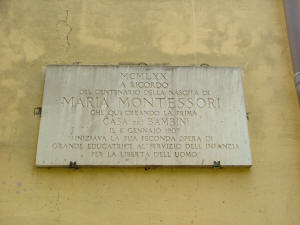 MCMLXX
A RICORDO
DEL CENTENARIO DELLA NASCITA DI
MARIA MONTESSORI
CHE QUI CREANDO LA PRIMA
CASA DEI BAMBINI
IL 6 GENNAIO 1907
INIZIAVA LA SUA FECONDA OPERA DI
GRANDE EDUCATRICE AL SERVIZIO DELL'INFANZIA
PER LA LIBERTÀ DELL'UOMO